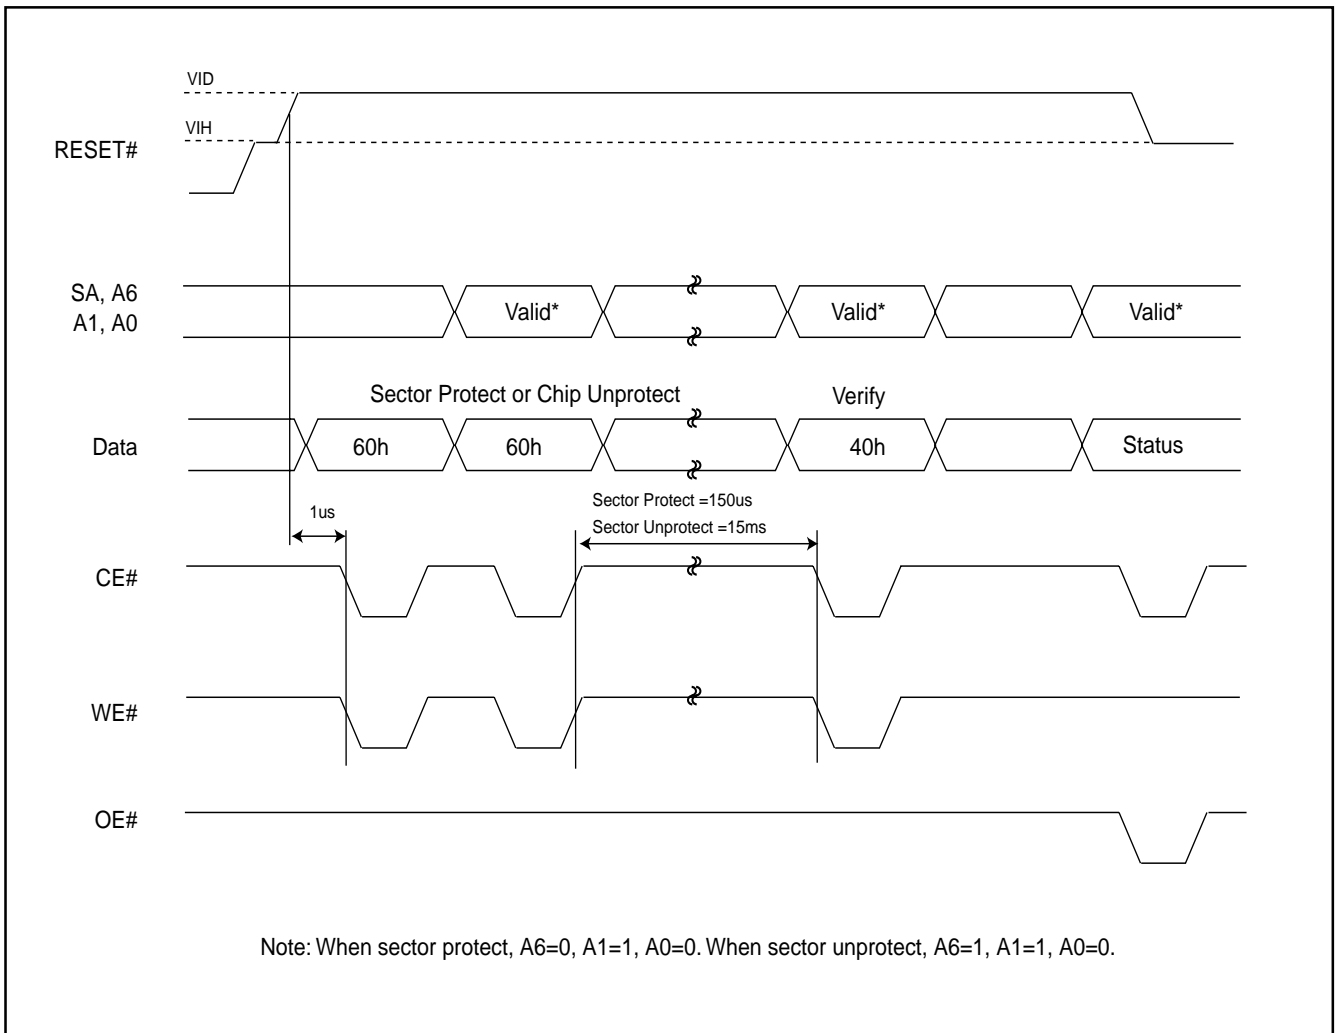 VID
VIH
RESET#
SA, A6
A1, A0
Valid*
Valid*
Valid*
Sector Protect or Chip Unprotect
Verify
Data
60h
60h
40h
Status
1us
Sector Protect =150us
Sector Unprotect =15ms
CE#
WE#
OE#
Note: When sector protect, A6=0, A1=1, A0=0. When sector unprotect, A6=1, A1=1, A0=0.